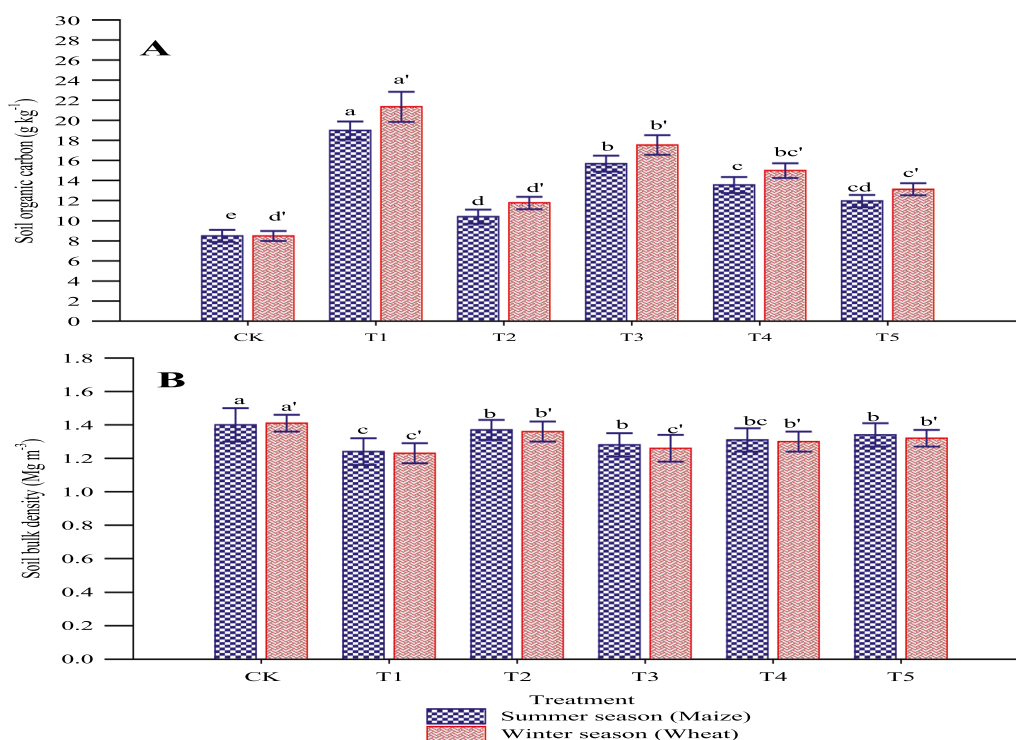 A
Soil organic carbon (g kg-1)
30
28
26
24
22
20
18
16
14
12
10
8
6
4
2
0
e d' a a' d d' b b' c bc' cd c'
CK T1 T2 T3 T4 T5
B
Soil bulk density (Mg m-3)
1.8
1.6
1.4
1.2
1.0
0.8
0.6
0.4
0.2
0.0
a a' c c' b b' b c' bc b' b b'
CK T1 T2 T3 T4 T5
Treatment
Summer season (Maize)
Winter season (Wheat)